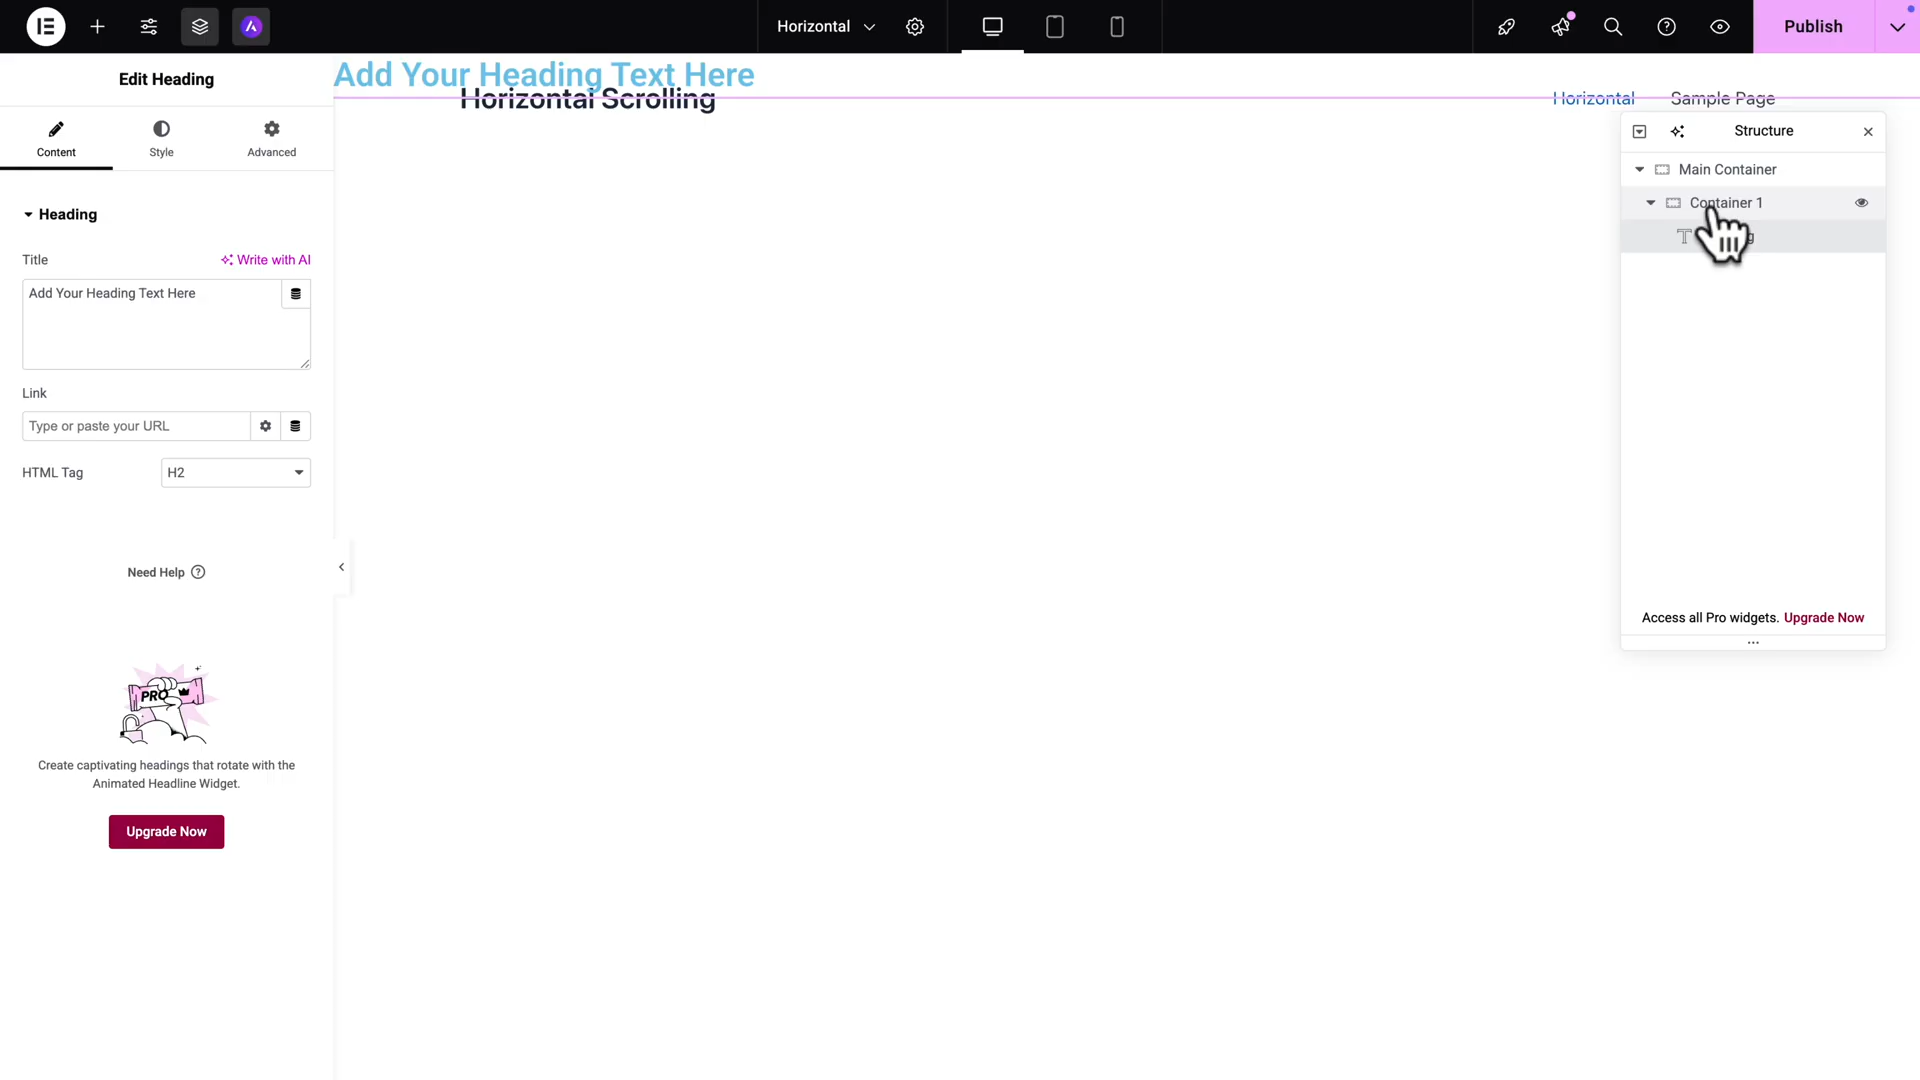 Horizontal
Publish
Edit Heading
Content
Style
Advanced
Heading
Title
Write with AI
Add Your Heading Text Here
Link
Type or paste your URL
HTML Tag
H2
Need Help
PRO
Create captivating headings that rotate with the
Animated Headline Widget.
Upgrade Now
Add Your Heading Text Here
Horizontal Scrolling
Horizontal
Sample Page
Structure
Main Container
Container 1
Access all Pro widgets. Upgrade Now